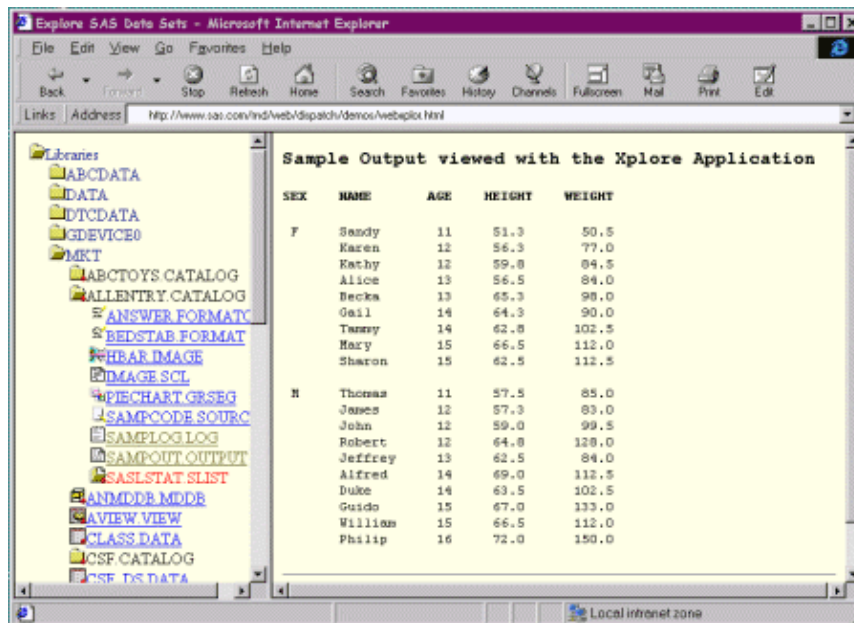 Explore SAS Data Sets - Microsoft Internet Explorer
File Edit View Go Favorites Help
Back Forward Stop Refresh Home Search Favorites History Channels Fullscreen Mail Print Edit
Links Address http://www.sas.com/rnd/web/dispatch/demos/webxplor.html
Libraries
ABCDATA
DATA
DTCDATA
GDEVICE0
MKT
ABCTOYS.CATALOG
ALLENTRY.CATALOG
ANSWER.FORMATC
BEDSTAB.FORMAT
HBAR.IMAGE
IMAGE.SCL
PIECHART.GRSEG
SAMPCODE.SOURC
SAMPLOG.LOG
SAMPOUT.OUTPUT
SASLSTAT.SLIST
ANMDDB.MDDB
AVIEW.VIEW
CLASS.DATA
CSF.CATALOG
CSF_DS.DATA
Sample Output viewed with the Xplore Application
SEX NAME AGE HEIGHT WEIGHT
F Sandy 11 51.3 50.5
Karen 12 56.3 77.0
Kathy 12 59.8 84.5
Alice 13 56.5 84.0
Becka 13 65.3 98.0
Gail 14 64.3 90.0
Tammy 14 62.8 102.5
Mary 15 66.5 112.0
Sharon 15 62.5 112.5
M Thomas 11 57.5 85.0
James 12 57.3 83.0
John 12 59.0 99.5
Robert 12 64.8 128.0
Jeffrey 13 62.5 84.0
Alfred 14 69.0 112.5
Duke 14 63.5 102.5
Guido 15 67.0 133.0
William 15 66.5 112.0
Philip 16 72.0 150.0
Local intranet zone